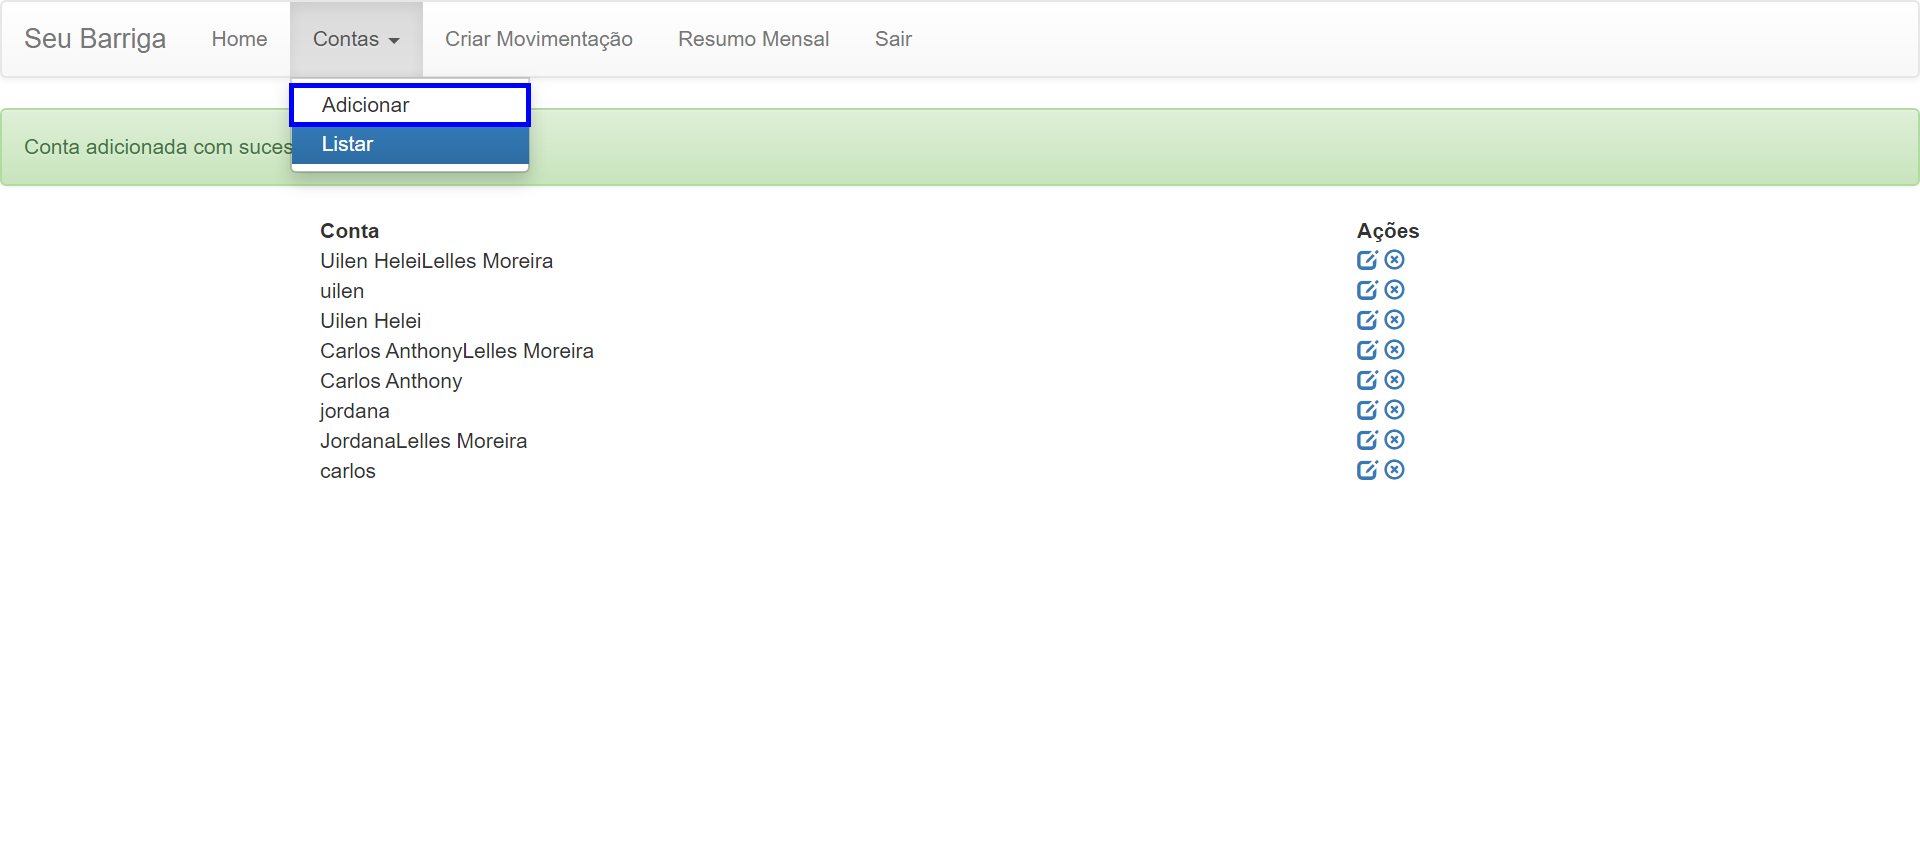 Seu Barriga Home Contas Criar Movimentação Resumo Mensal Sair
Adicionar
Listar
Conta adicionada com suces
Conta Ações
Uilen HeleiLelles Moreira
uilen
Uilen Helei
Carlos AnthonyLelles Moreira
Carlos Anthony
jordana
JordanaLelles Moreira
carlos